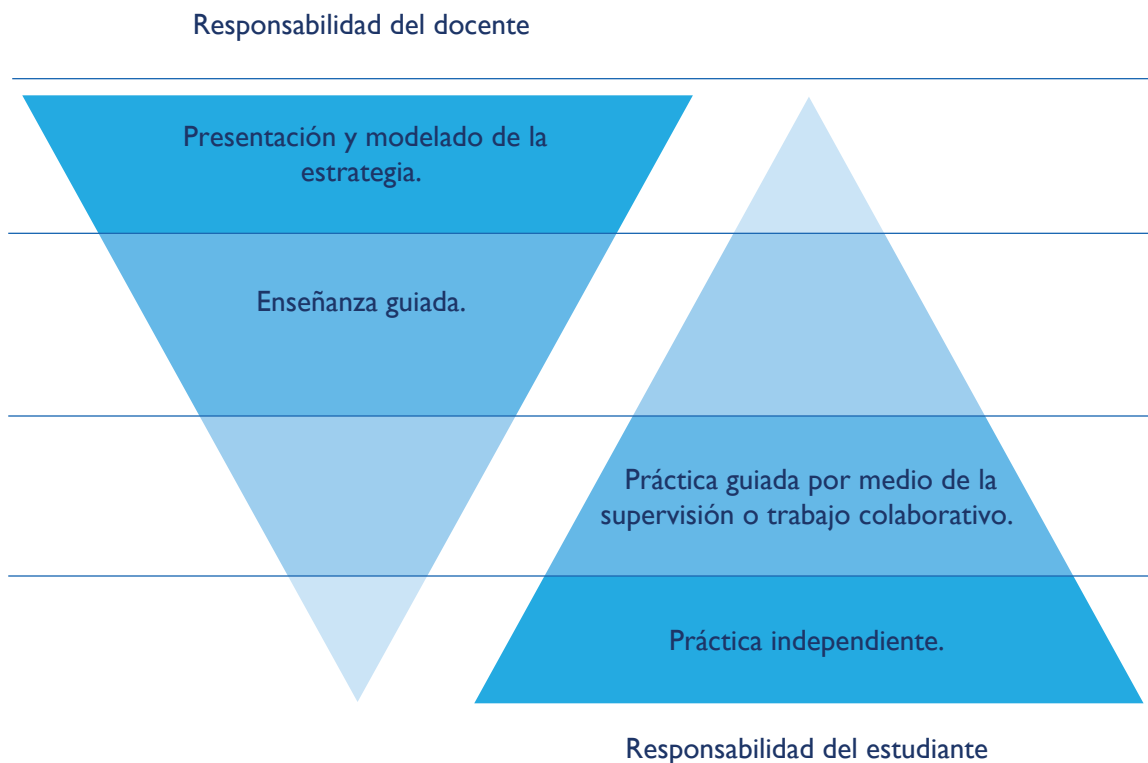 Responsabilidad del docente
Presentación y modelado de la
estrategia.
Enseñanza guiada.
Práctica guiada por medio de la
supervisión o trabajo colaborativo.
Práctica independiente.
Responsabilidad del estudiante